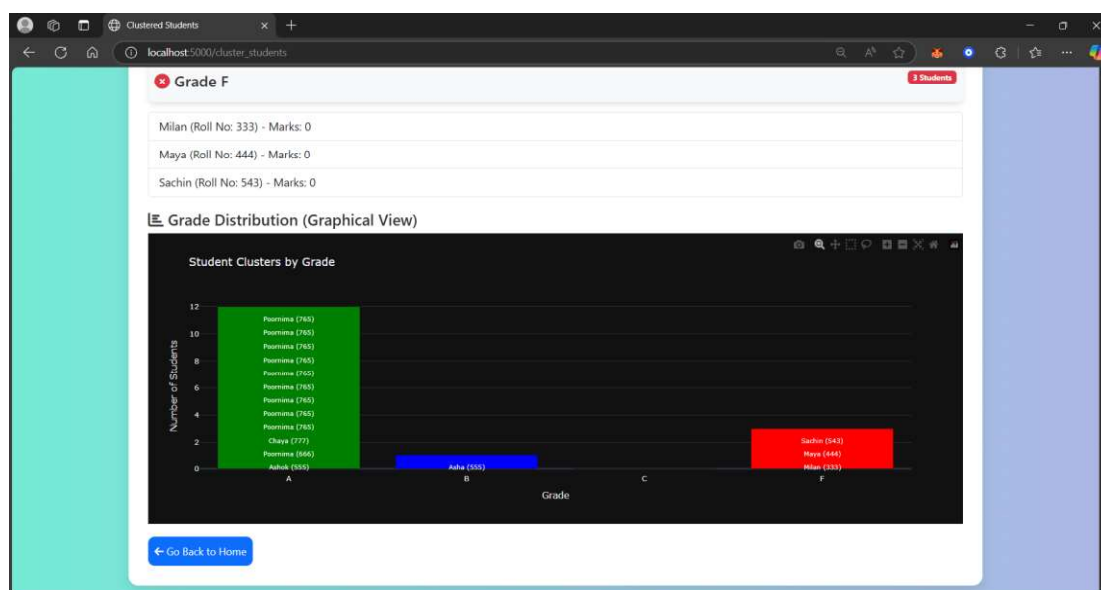 Clustered Students
localhost:5000/cluster_students
Grade F
3 Students
Milan (Roll No: 333) - Marks: 0
Maya (Roll No: 444) - Marks: 0
Sachin (Roll No: 543) - Marks: 0
Grade Distribution (Graphical View)
Student Clusters by Grade
Number of Students
12
10
8
6
4
2
0
Poornima (765)
Poornima (765)
Poornima (765)
Poornima (765)
Poornima (765)
Poornima (765)
Poornima (765)
Poornima (765)
Poornima (765)
Chaya (777)
Poornima (666)
Ashok (555)
Asha (555)
Sachin (543)
Maya (444)
Milan (333)
A
B
C
F
Grade
← Go Back to Home